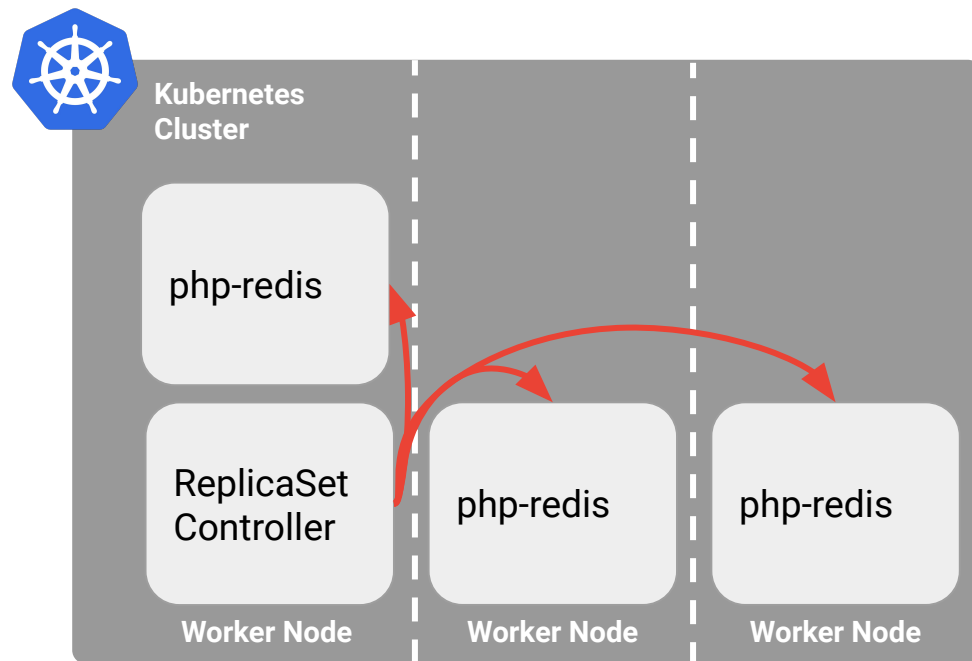 Kubernetes
Cluster
php-redis
ReplicaSet
Controller
php-redis
php-redis
Worker Node
Worker Node
Worker Node